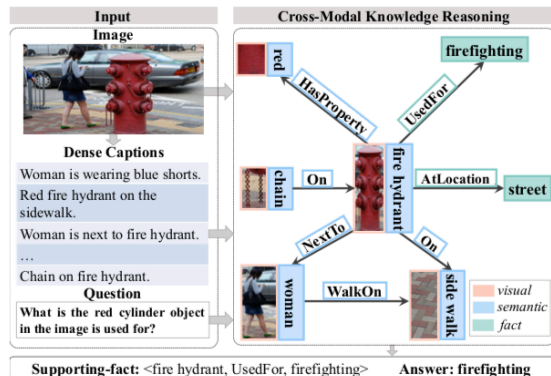 Input
Image
Dense Captions
Woman is wearing blue shorts.
Red fire hydrant on the
sidewalk.
Woman is next to fire hydrant.
...
Chain on fire hydrant.
Question
What is the red cylinder object
in the image is used for?
Cross-Modal Knowledge Reasoning
red
firefighting
HasProperty
UsedFor
chain
On
fire hydrant
AtLocation
street
NextTo
On
woman
WalkOn
side walk
visual
semantic
fact
Supporting-fact: <fire hydrant, UsedFor, firefighting>
Answer: firefighting